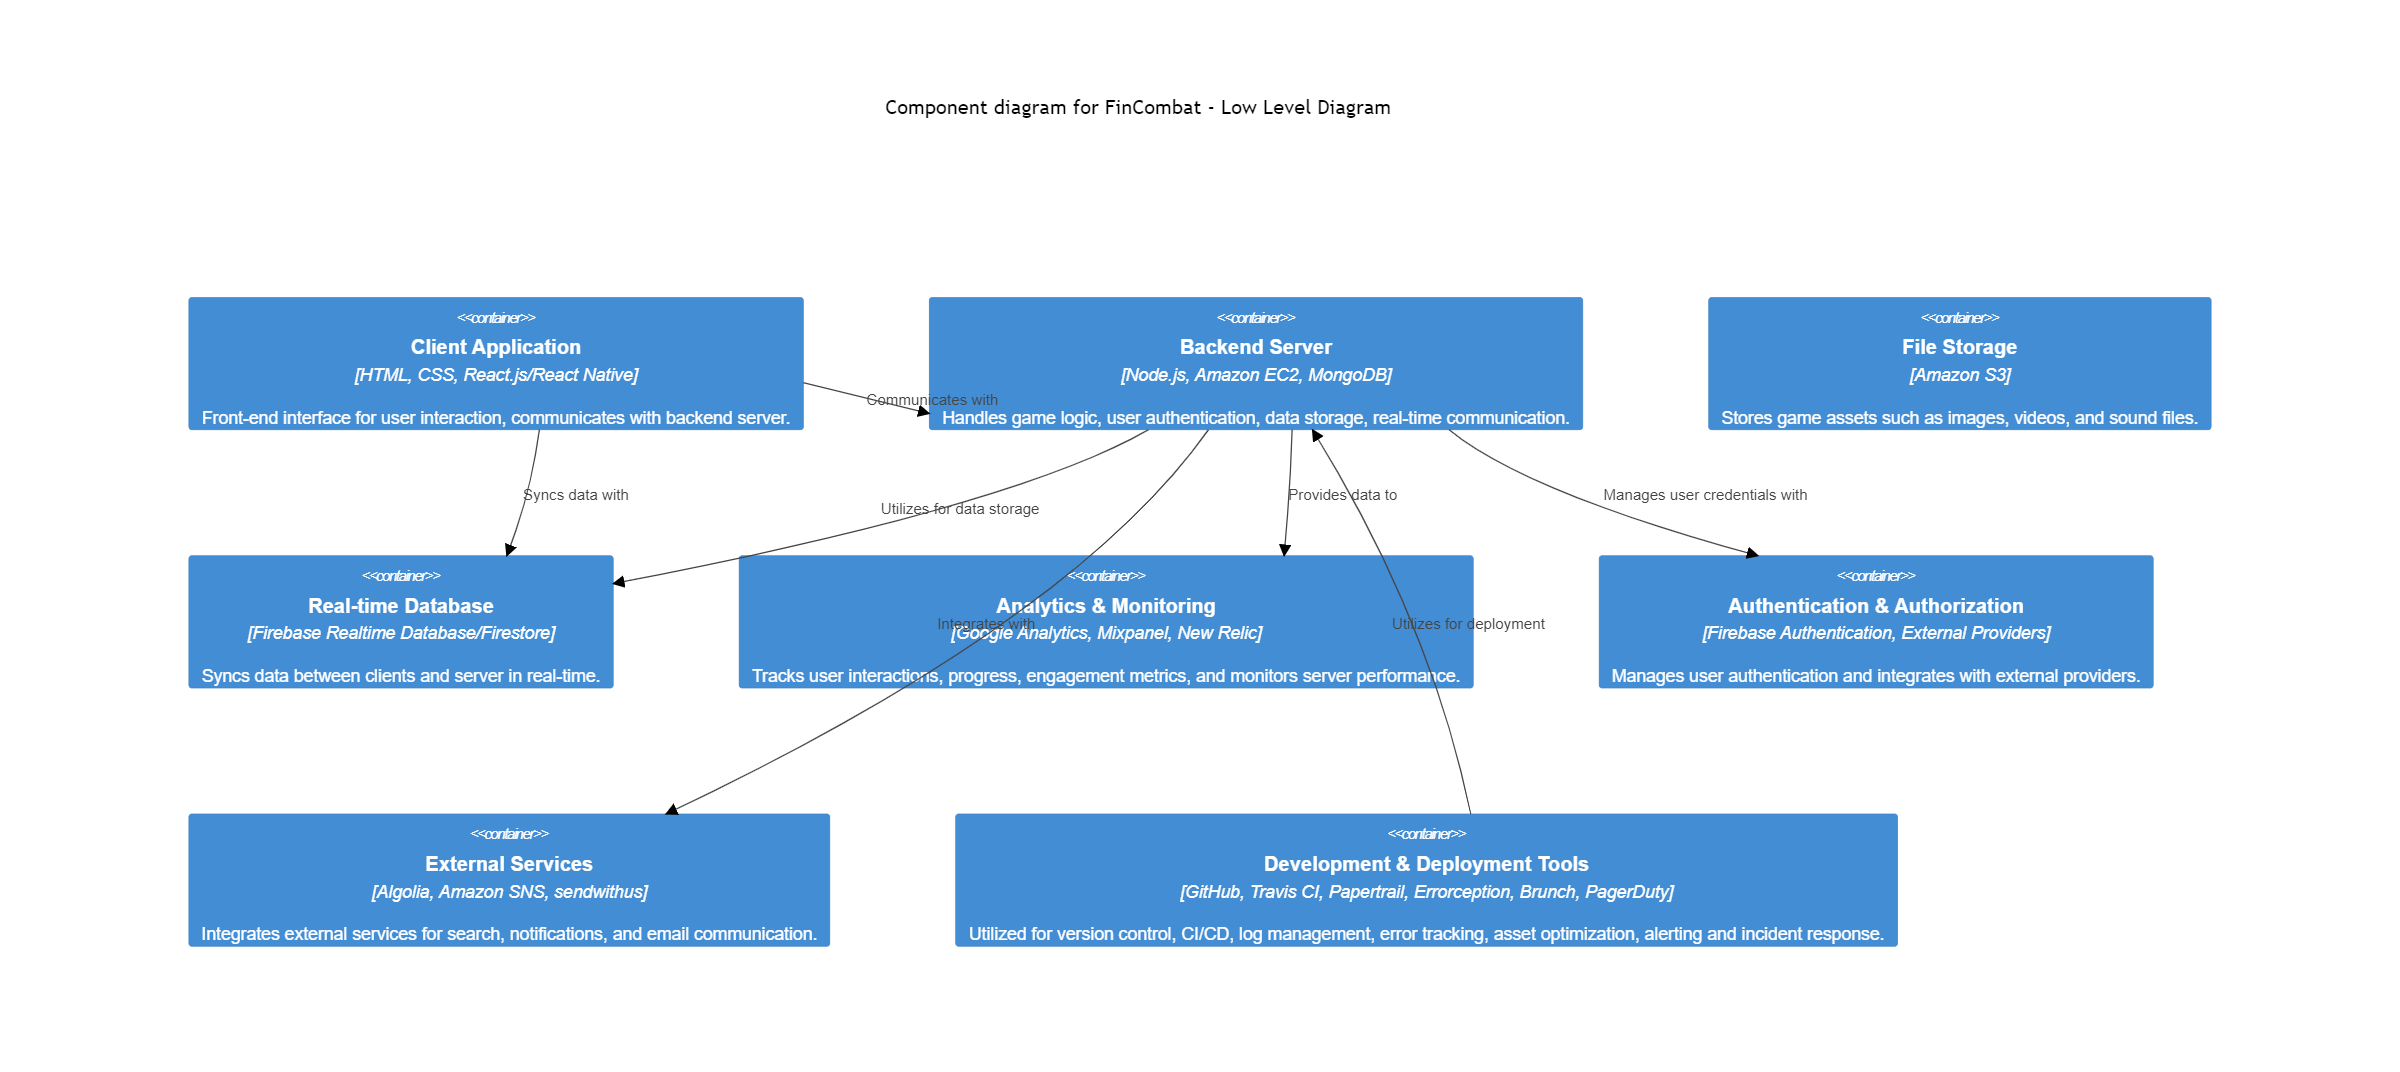 Component diagram for FinCombat - Low Level Diagram
<<container>>
Client Application
[HTML, CSS, React.js/React Native]
Front-end interface for user interaction, communicates with backend server.
Communicates with
<<container>>
Backend Server
[Node.js, Amazon EC2, MongoDB]
Handles game logic, user authentication, data storage, real-time communication.
<<container>>
File Storage
[Amazon S3]
Stores game assets such as images, videos, and sound files.
Syncs data with
Utilizes for data storage
Provides data to
Manages user credentials with
<<container>>
Real-time Database
[Firebase Realtime Database/Firestore]
Syncs data between clients and server in real-time.
Integrates with
<<container>>
Analytics & Monitoring
[Google Analytics, Mixpanel, New Relic]
Tracks user interactions, progress, engagement metrics, and monitors server performance.
Utilizes for deployment
<<container>>
Authentication & Authorization
[Firebase Authentication, External Providers]
Manages user authentication and integrates with external providers.
<<container>>
External Services
[Algolia, Amazon SNS, sendwithus]
Integrates external services for search, notifications, and email communication.
<<container>>
Development & Deployment Tools
[GitHub, Travis CI, Papertrail, Errorception, Brunch, PagerDuty]
Utilized for version control, CI/CD, log management, error tracking, asset optimization, alerting and incident response.